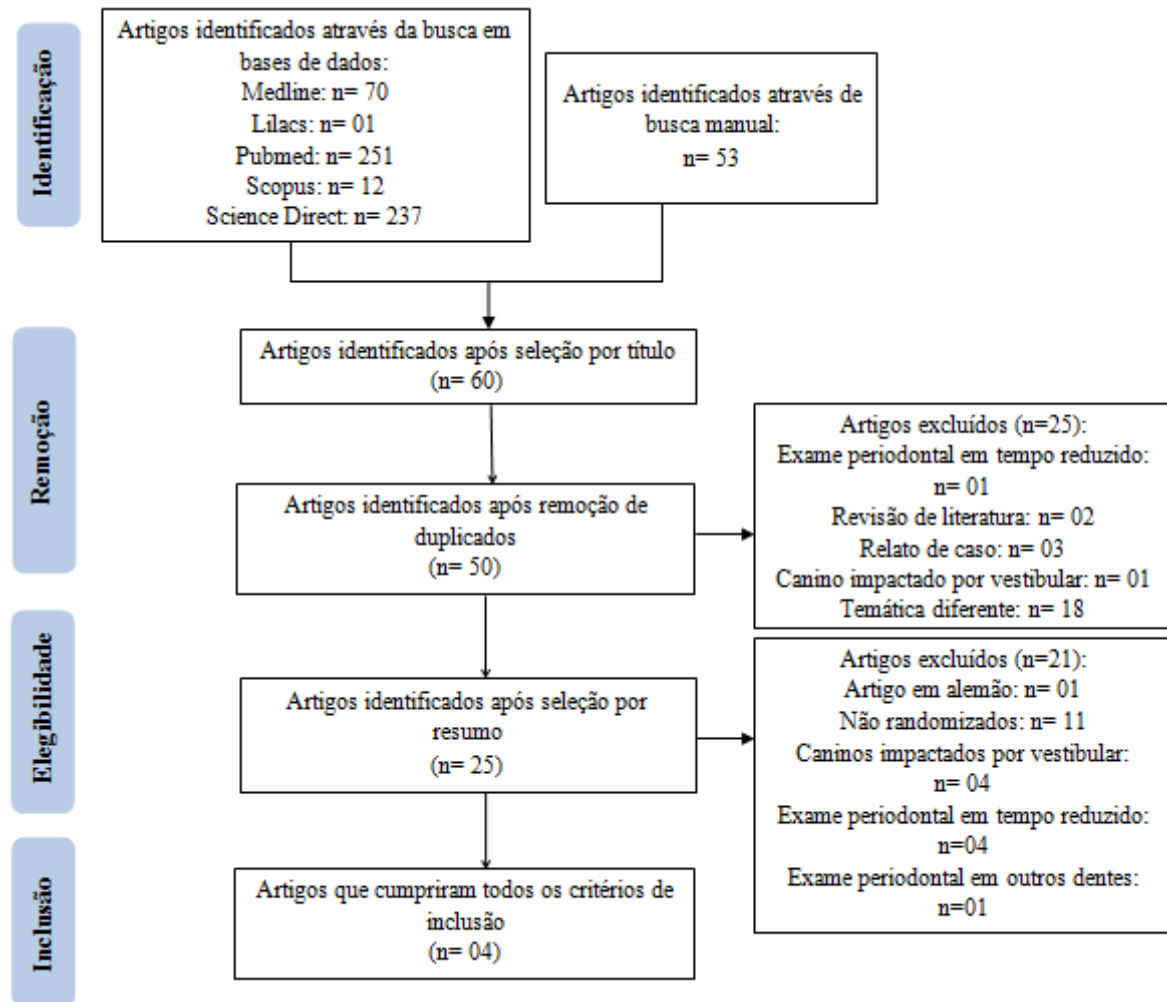 Identificação
Artigos identificados através da busca em
bases de dados:
Medline: n= 70
Lilacs: n= 01
Pubmed: n= 251
Scopus: n= 12
Science Direct: n= 237
Artigos identificados através de
busca manual:
n= 53
Remoção
Artigos identificados após seleção por título
(n= 60)
Artigos identificados após remoção de
duplicados
(n= 50)
Artigos excluídos (n=25):
Exame periodontal em tempo reduzido:
n= 01
Revisão de literatura: n= 02
Relato de caso: n= 03
Canino impactado por vestibular: n= 01
Temática diferente: n= 18
Elegibilidade
Artigos identificados após seleção por
resumo
(n= 25)
Artigos excluídos (n=21):
Artigo em alemão: n= 01
Não randomizados: n= 11
Caninos impactados por vestibular:
n= 04
Exame periodontal em tempo reduzido:
n=04
Exame periodontal em outros dentes:
n=01
Inclusão
Artigos que cumpriram todos os critérios de
inclusão
(n= 04)